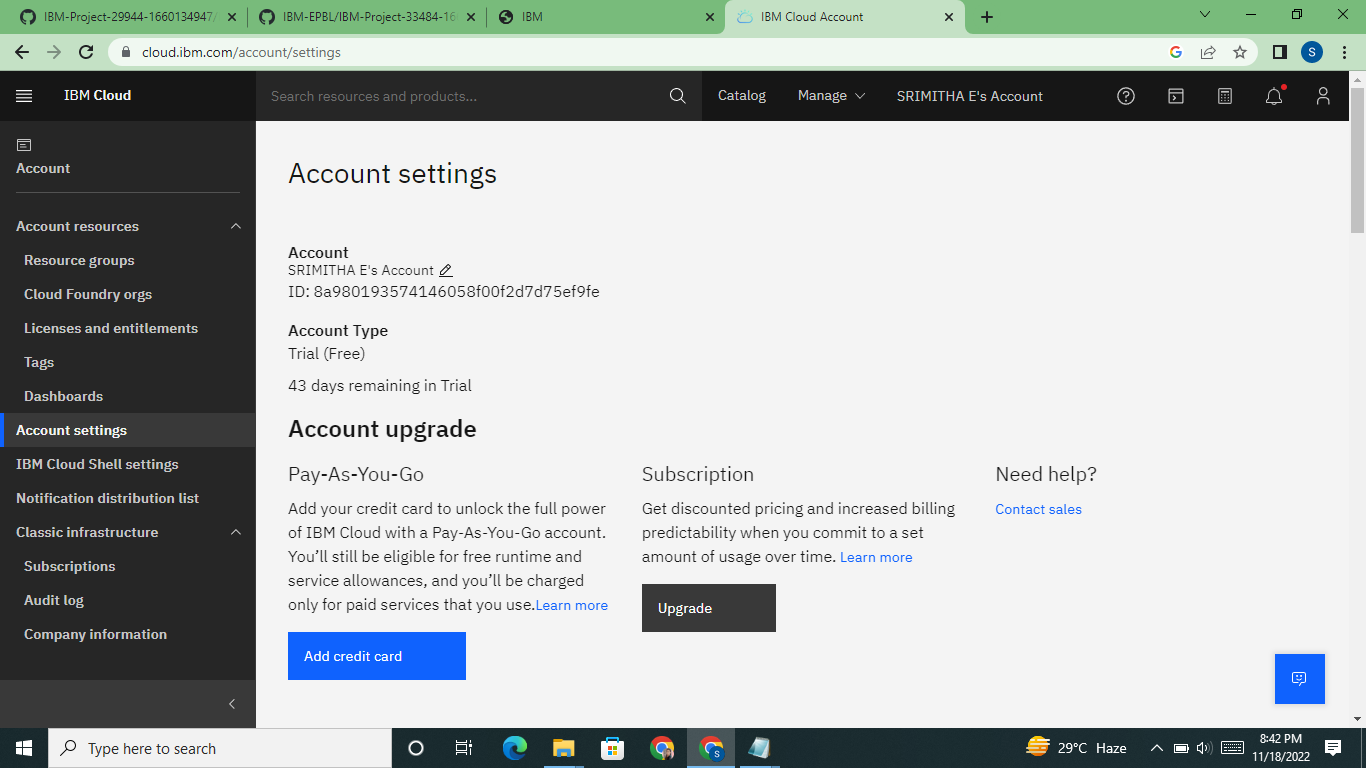 IBM-Project-29944-1660134947/
IBM-EPBL/IBM-Project-33484-16
IBM
IBM Cloud Account
cloud.ibm.com/account/settings
S
IBM Cloud
Search resources and products...
Catalog
Manage
SRIMITHA E's Account
Account
Account resources
Resource groups
Cloud Foundry orgs
Licenses and entitlements
Tags
Dashboards
Account settings
IBM Cloud Shell settings
Notification distribution list
Classic infrastructure
Subscriptions
Audit log
Company information
Account settings
Account
SRIMITHA E's Account
ID: 8a980193574146058f00f2d7d75ef9fe
Account Type
Trial (Free)
43 days remaining in Trial
Account upgrade
Pay-As-You-Go
Add your credit card to unlock the full power
of IBM Cloud with a Pay-As-You-Go account.
You’ll still be eligible for free runtime and
service allowances, and you’ll be charged
only for paid services that you use.Learn more
Add credit card
Subscription
Get discounted pricing and increased billing
predictability when you commit to a set
amount of usage over time. Learn more
Upgrade
Need help?
Contact sales
Type here to search
S
29°C Haze
8:42 PM
11/18/2022